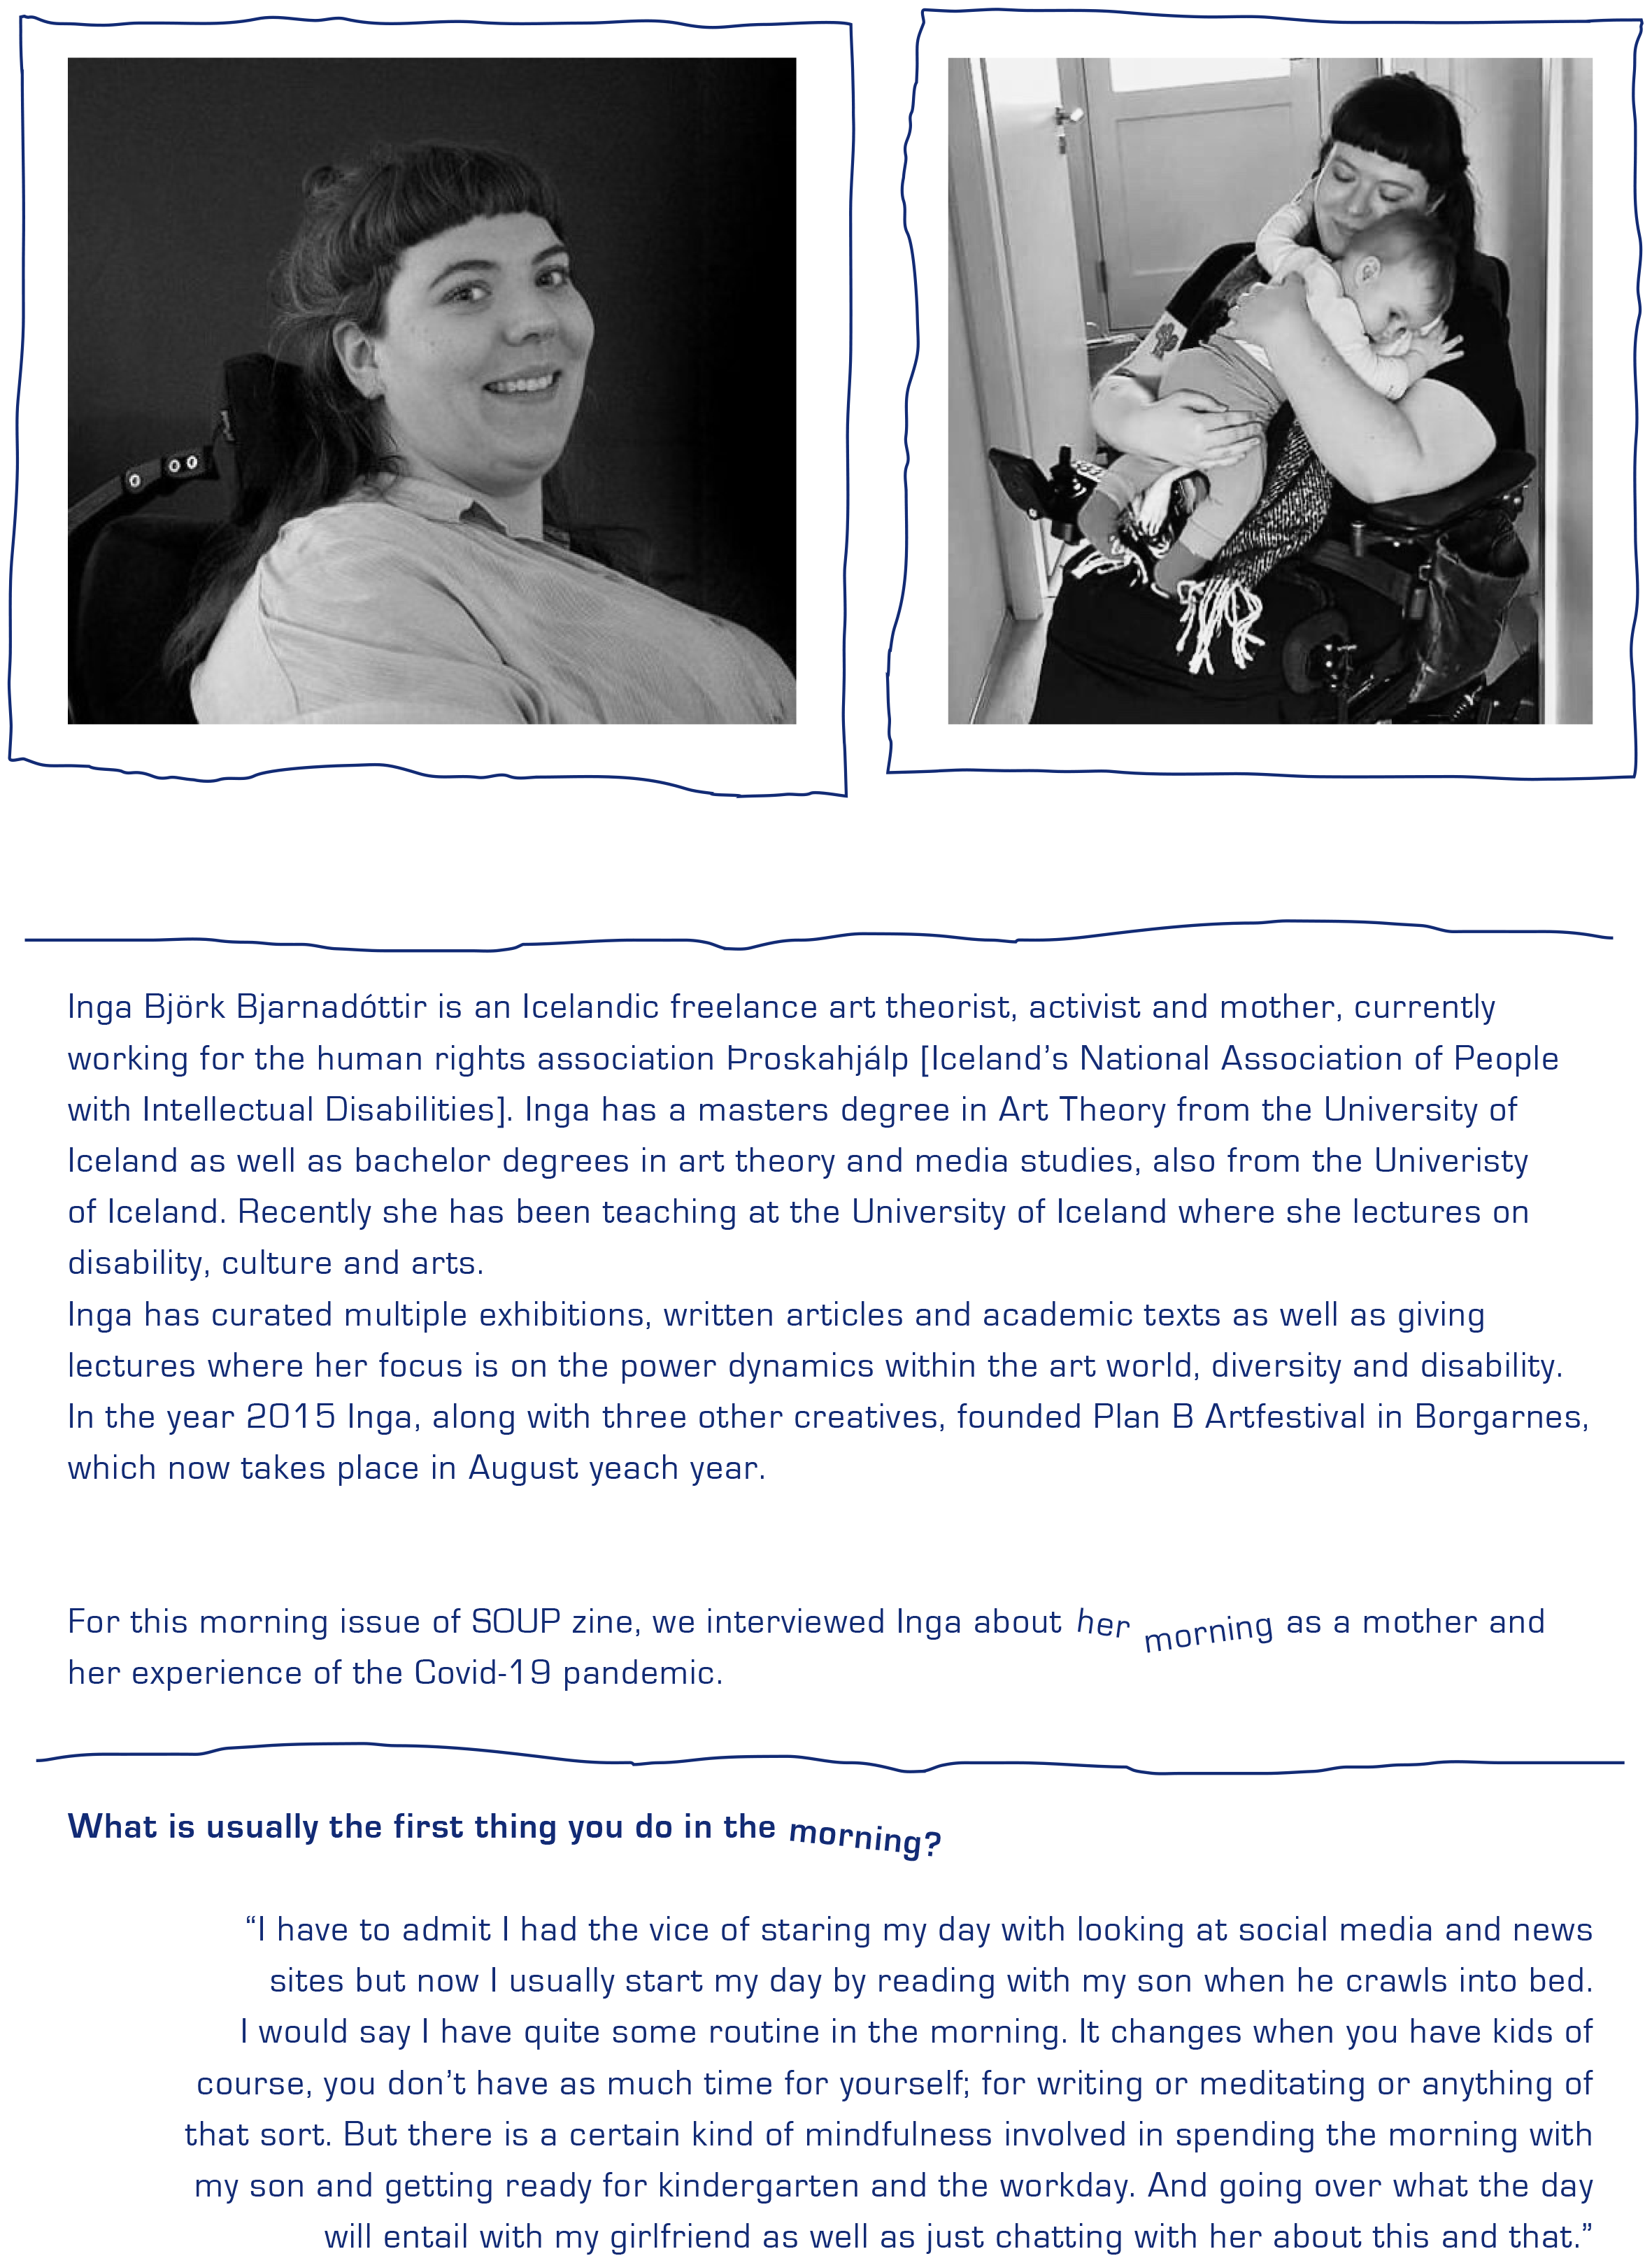 Inga Björk Bjarnadóttir is an Icelandic freelance art theorist, activist and mother, currently
working for the human rights association Þroskahjálp [Iceland’s National Association of People
with Intellectual Disabilities]. Inga has a masters degree in Art Theory from the University of
Iceland as well as bachelor degrees in art theory and media studies, also from the Univeristy
of Iceland. Recently she has been teaching at the University of Iceland where she lectures on
disability, culture and arts.
Inga has curated multiple exhibitions, written articles and academic texts as well as giving
lectures where her focus is on the power dynamics within the art world, diversity and disability.
In the year 2015 Inga, along with three other creatives, founded Plan B Artfestival in Borgarnes,
which now takes place in August yeach year.
For this morning issue of SOUP zine, we interviewed Inga about her morning as a mother and
her experience of the Covid-19 pandemic.
What is usually the first thing you do in the morning?
“I have to admit I had the vice of staring my day with looking at social media and news
sites but now I usually start my day by reading with my son when he crawls into bed.
I would say I have quite some routine in the morning. It changes when you have kids of
course, you don’t have as much time for yourself; for writing or meditating or anything of
that sort. But there is a certain kind of mindfulness involved in spending the morning with
my son and getting ready for kindergarten and the workday. And going over what the day
will entail with my girlfriend as well as just chatting with her about this and that.”